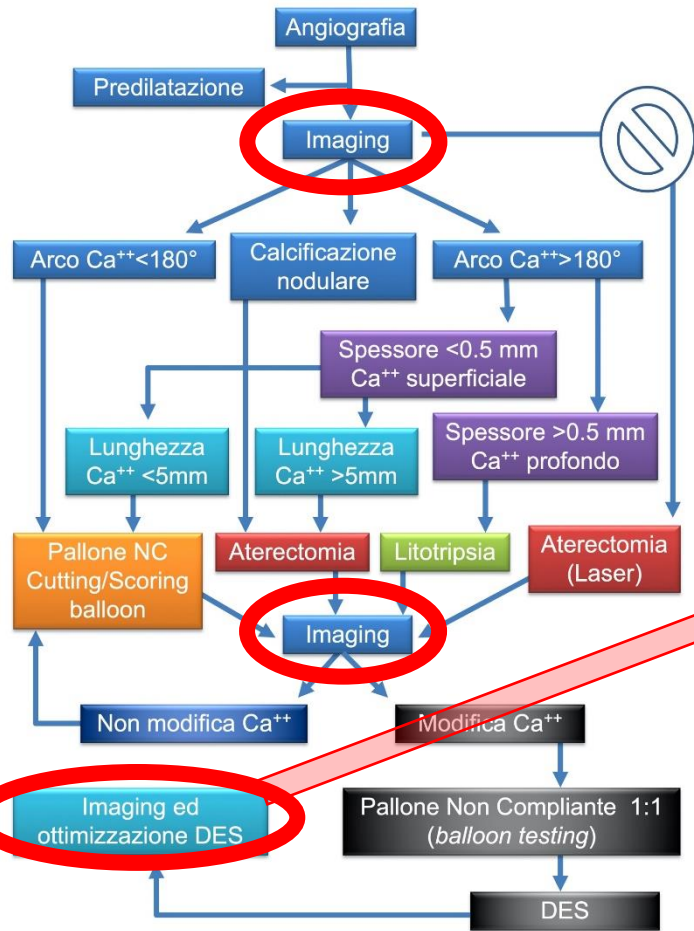 Angiografia
Predilatazione
Imaging
Arco Ca⁺⁺<180°
Calcificazione
nodulare
Arco Ca⁺⁺>180°
Spessore <0.5 mm
Ca⁺⁺ superficiale
Lunghezza
Ca⁺⁺ <5mm
Lunghezza
Ca⁺⁺ >5mm
Spessore >0.5 mm
Ca⁺⁺ profondo
Pallone NC
Cutting/Scoring
balloon
Aterectomia
Litotripsia
Aterectomia
(Laser)
Imaging
Non modifica Ca⁺⁺
Modifica Ca⁺⁺
Imaging ed
ottimizzazione DES
Pallone Non Compliante 1:1
(balloon testing)
DES